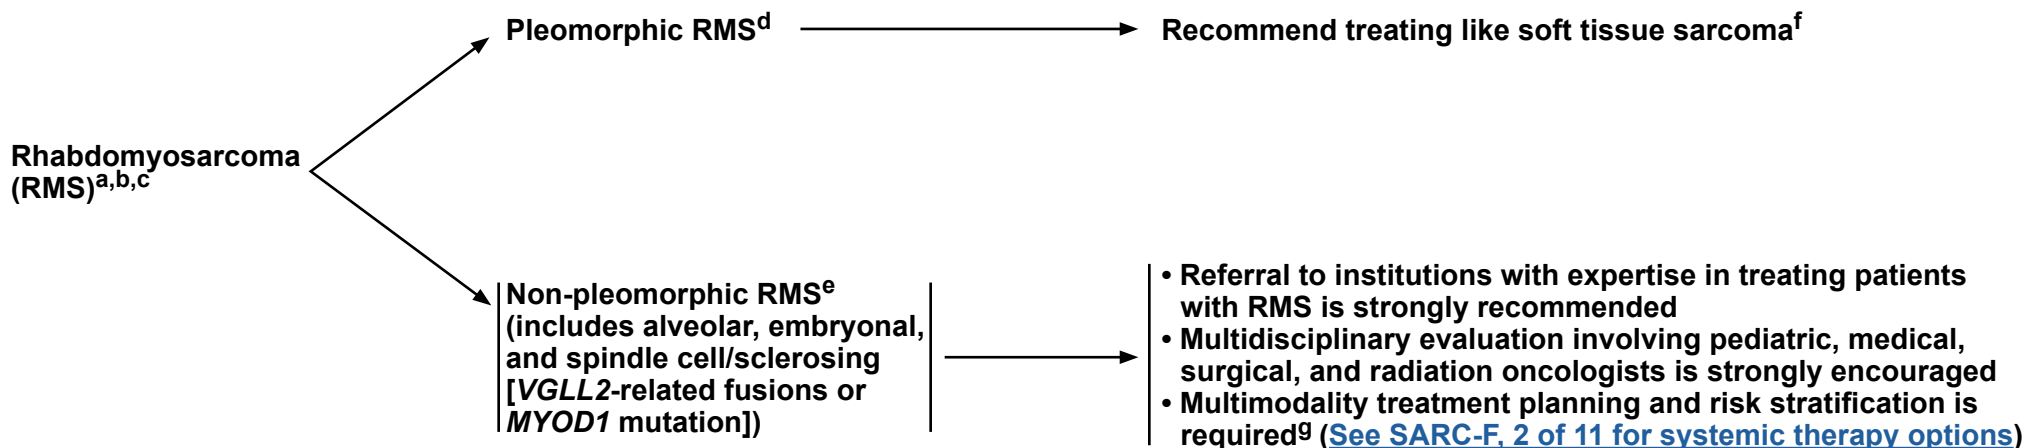 Pleomorphic RMSd
Recommend treating like soft tissue sarcomaf
Rhabdomyosarcoma
(RMS)a,b,c
Non-pleomorphic RMSe
(includes alveolar, embryonal,
and spindle cell/sclerosing
[VGLL2-related fusions or
MYOD1 mutation])
• Referral to institutions with expertise in treating patients
with RMS is strongly recommended
• Multidisciplinary evaluation involving pediatric, medical,
surgical, and radiation oncologists is strongly encouraged
• Multimodality treatment planning and risk stratification is
requiredg (See SARC-F, 2 of 11 for systemic therapy options)